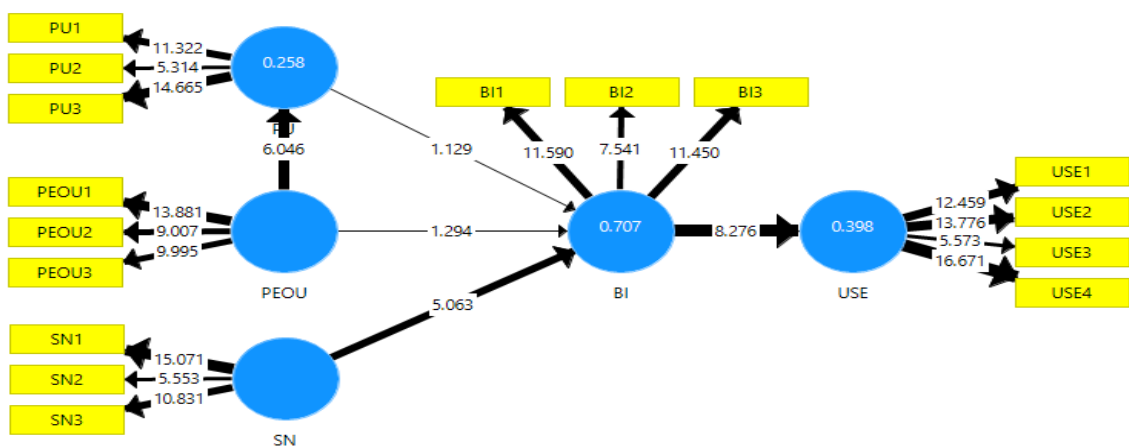 PU1
PU2
PU3
11.322
5.314
14.665
0.258
PU
6.046
1.129
BI1
BI2
BI3
11.590
7.541
11.450
PEOU1
PEOU2
PEOU3
13.881
9.007
9.995
PEOU
1.294
0.707
BI
8.276
0.398
USE
12.459
13.776
5.573
16.671
USE1
USE2
USE3
USE4
5.063
SN1
SN2
SN3
15.071
5.553
10.831
SN